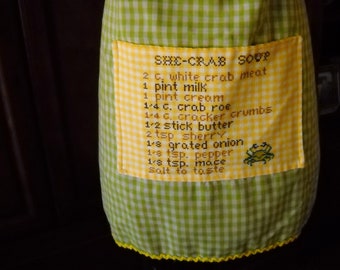 SHE-CRAB SOUP
2 c. white crab meat
1 pint milk
1 pint cream
1/4 c. crab roe
1/4 c. cracker crumbs
1/2 stick butter
2 tsp. sherry
1/8 grated onion
1/8 tsp. pepper
1/8 tsp. mace
salt to taste